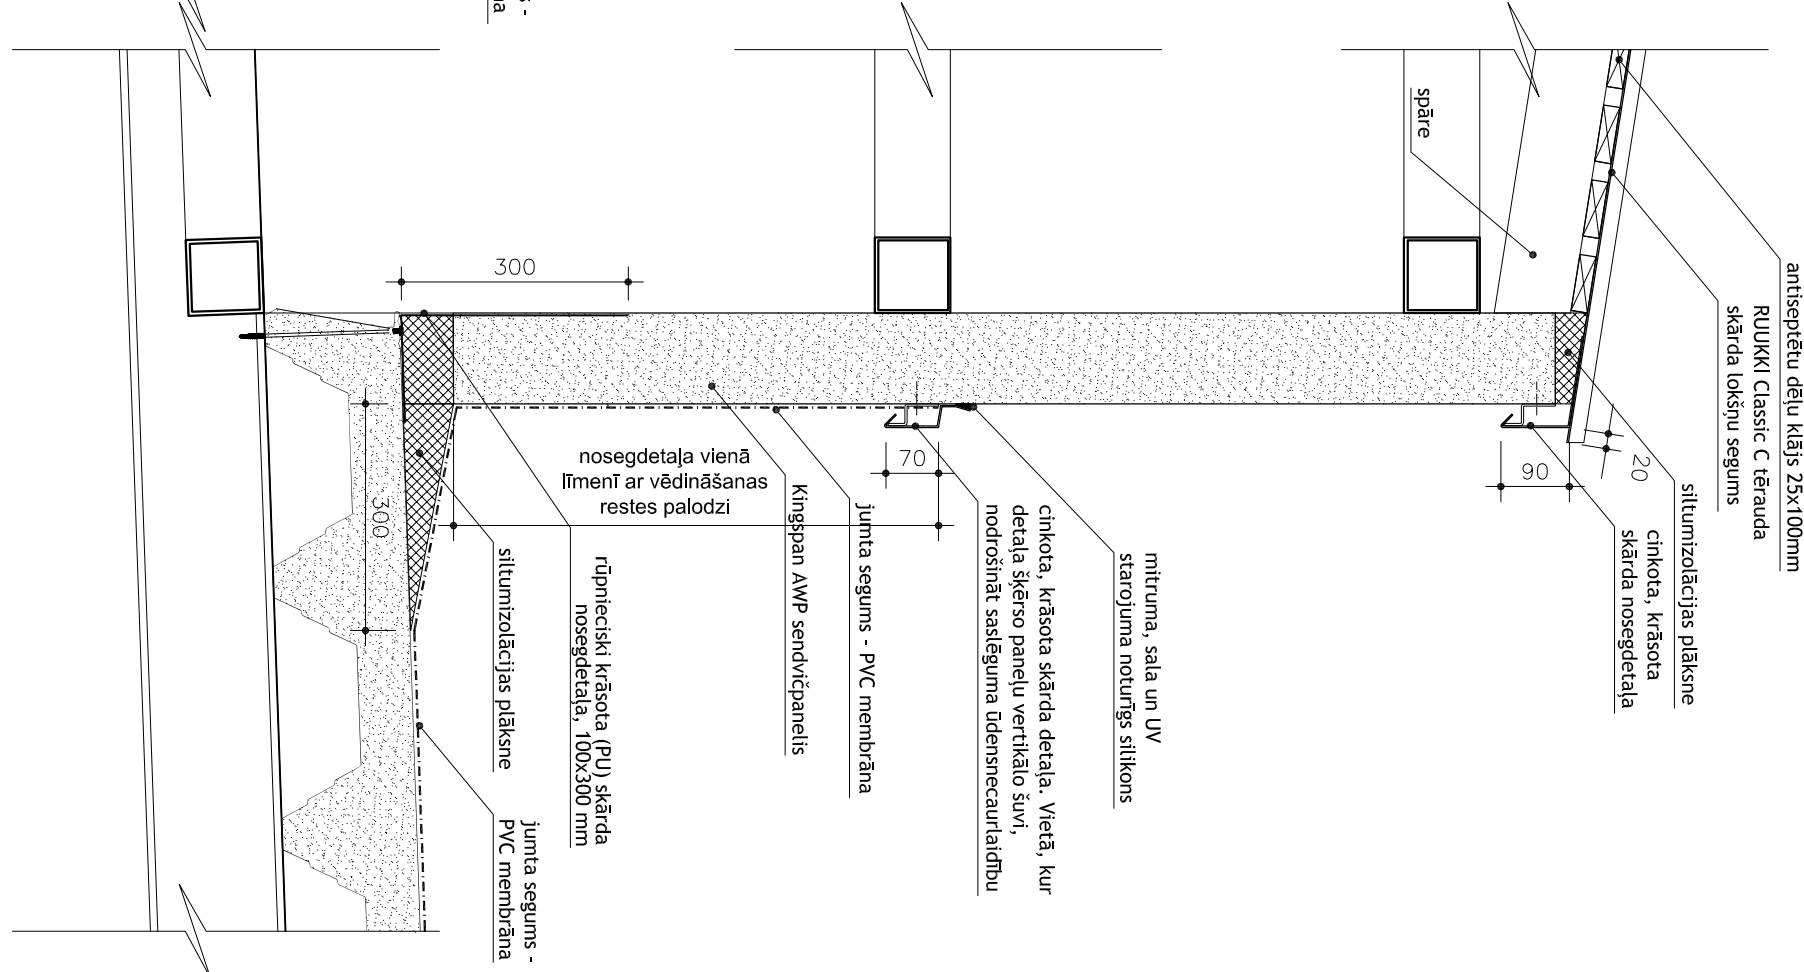 antiseptētu dēļu klājs 25x100mm
RUUKKI Classic C tērauda
skārda lokšņu segums
siltumizolācijas plāksne
cinkota, krāsota
skārda nosegdetaļa
spāre
20
90
mitruma, sala un UV
starojuma noturīgs silikons
cinkota, krāsota skārda detaļa. Vietā, kur
detaļa šķērso paneļu vertikālo šuvi,
nodrošināt saslēguma ūdensnecaurlaidību
70
jumta segums - PVC membrāna
Kingspan AWP sendvičpanelis
nosegdetaļa vienā
līmenī ar vēdināšanas
restes palodzi
300
rūpnieciski krāsota (PU) skārda
nosegdetaļa, 100x300 mm
siltumizolācijas plāksne
300
jumta segums -
PVC membrāna